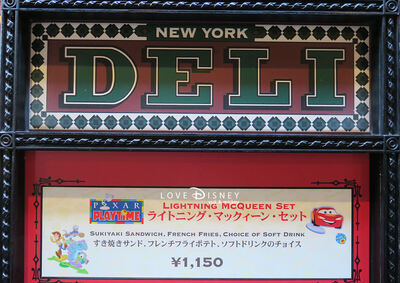 NEW YORK
DELI
LOVE DISNEY
PIXAR
PLAYTIME
LIGHTNING MCQUEEN SET
ライトニング・マックィーン・セット
SUKIYAKI SANDWICH, FRENCH FRIES, CHOICE OF SOFT DRINK
すき焼きサンド、フレンチフライポテト、ソフトドリンクのチョイス
¥1,150